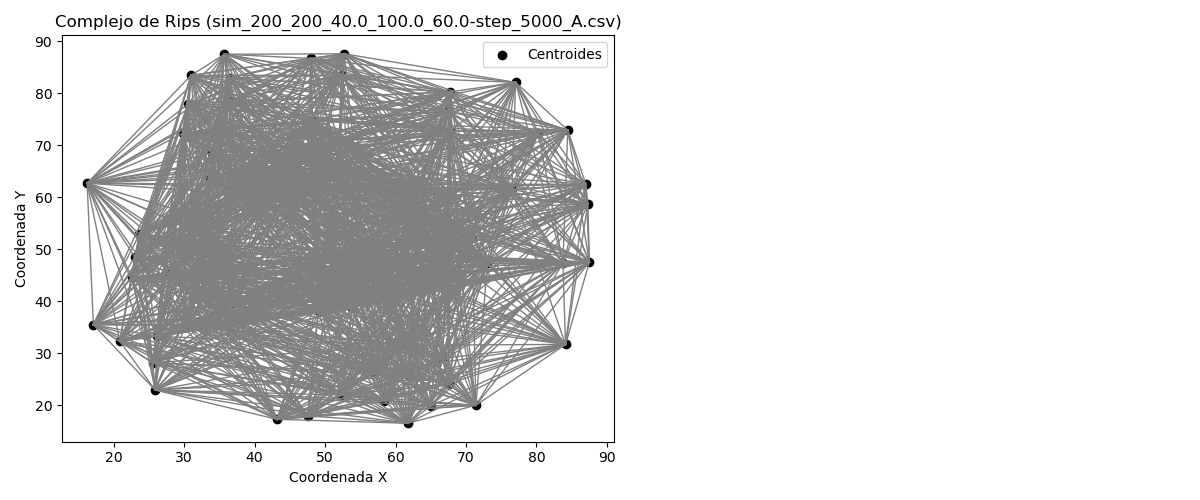 Complejo de Rips (sim_200_200_40.0_100.0_60.0-step_5000_A.csv)
Centroides
Coordenada Y
90
80
70
60
50
40
30
20
20 30 40 50 60 70 80 90
Coordenada X